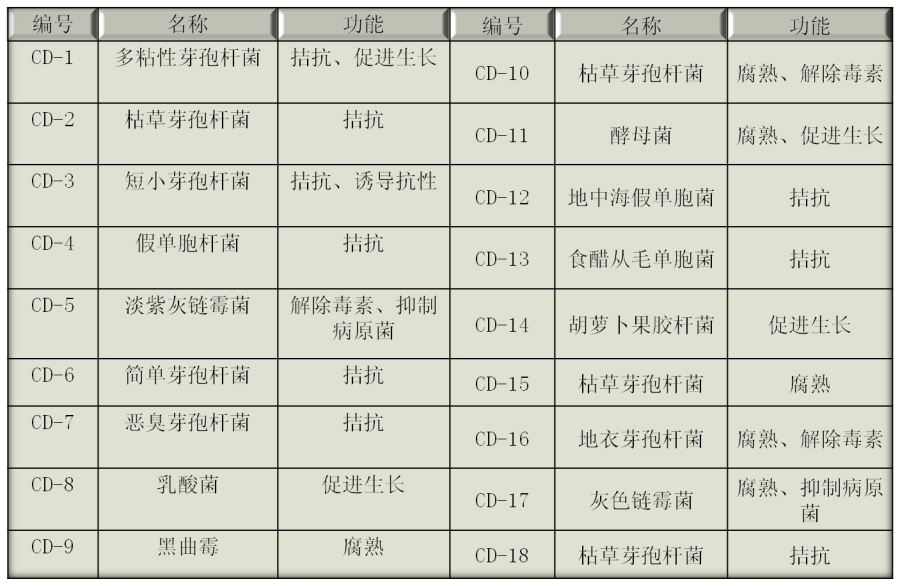 编号 名称 功能 编号 名称 功能
CD-1 多粘性芽孢杆菌 拮抗、促进生长 CD-10 枯草芽孢杆菌 腐熟、解除毒素
CD-2 枯草芽孢杆菌 拮抗 CD-11 酵母菌 腐熟、促进生长
CD-3 短小芽孢杆菌 拮抗、诱导抗性 CD-12 地中海假单胞菌 拮抗
CD-4 假单胞杆菌 拮抗 CD-13 食醋从毛单胞菌 拮抗
CD-5 淡紫灰链霉菌 解除毒素、抑制
病原菌 CD-14 胡萝卜果胶杆菌 促进生长
CD-6 简单芽孢杆菌 拮抗 CD-15 枯草芽孢杆菌 腐熟
CD-7 恶臭芽孢杆菌 拮抗 CD-16 地衣芽孢杆菌 腐熟、解除毒素
CD-8 乳酸菌 促进生长 CD-17 灰色链霉菌 腐熟、抑制病原
菌
CD-9 黑曲霉 腐熟 CD-18 枯草芽孢杆菌 拮抗